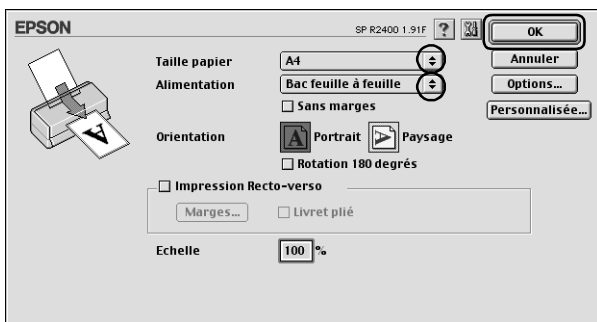 EPSON SP R2400 1.91F ? OK
Taille papier A4 Annuler
Alimentation Bac feuille à feuille Options...
Sans marges Personnalisée...
Orientation A Portrait A Paysage
Rotation 180 degrés
Impression Recto-verso
Marges... Livret plié
Echelle 100 %
A